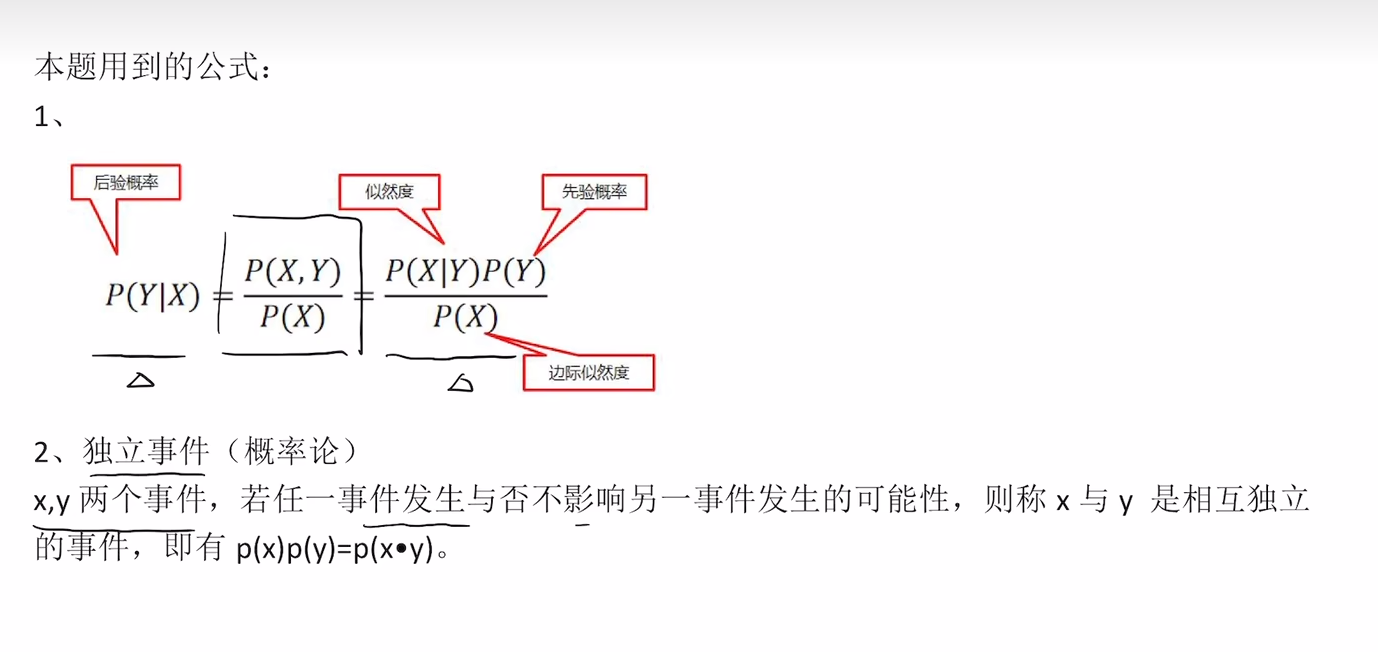 本题用到的公式：
1、
后验概率
似然度
先验概率
P(Y|X) = P(X,Y) / P(X) = P(X|Y)P(Y) / P(X)
边际似然度
2、独立事件（概率论）
x,y 两个事件，若任一事件发生与否不影响另一事件发生的可能性，则称 x 与 y 是相互独立
的事件，即有 p(x)p(y)=p(x•y)。